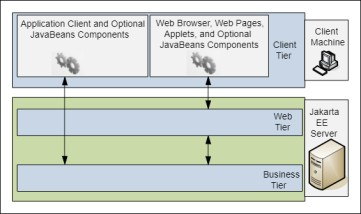 Application Client and Optional
JavaBeans Components
Web Browser, Web Pages,
Applets, and Optional
JavaBeans Components
Client
Tier
Client
Machine
Web
Tier
Jakarta
EE
Server
Business
Tier